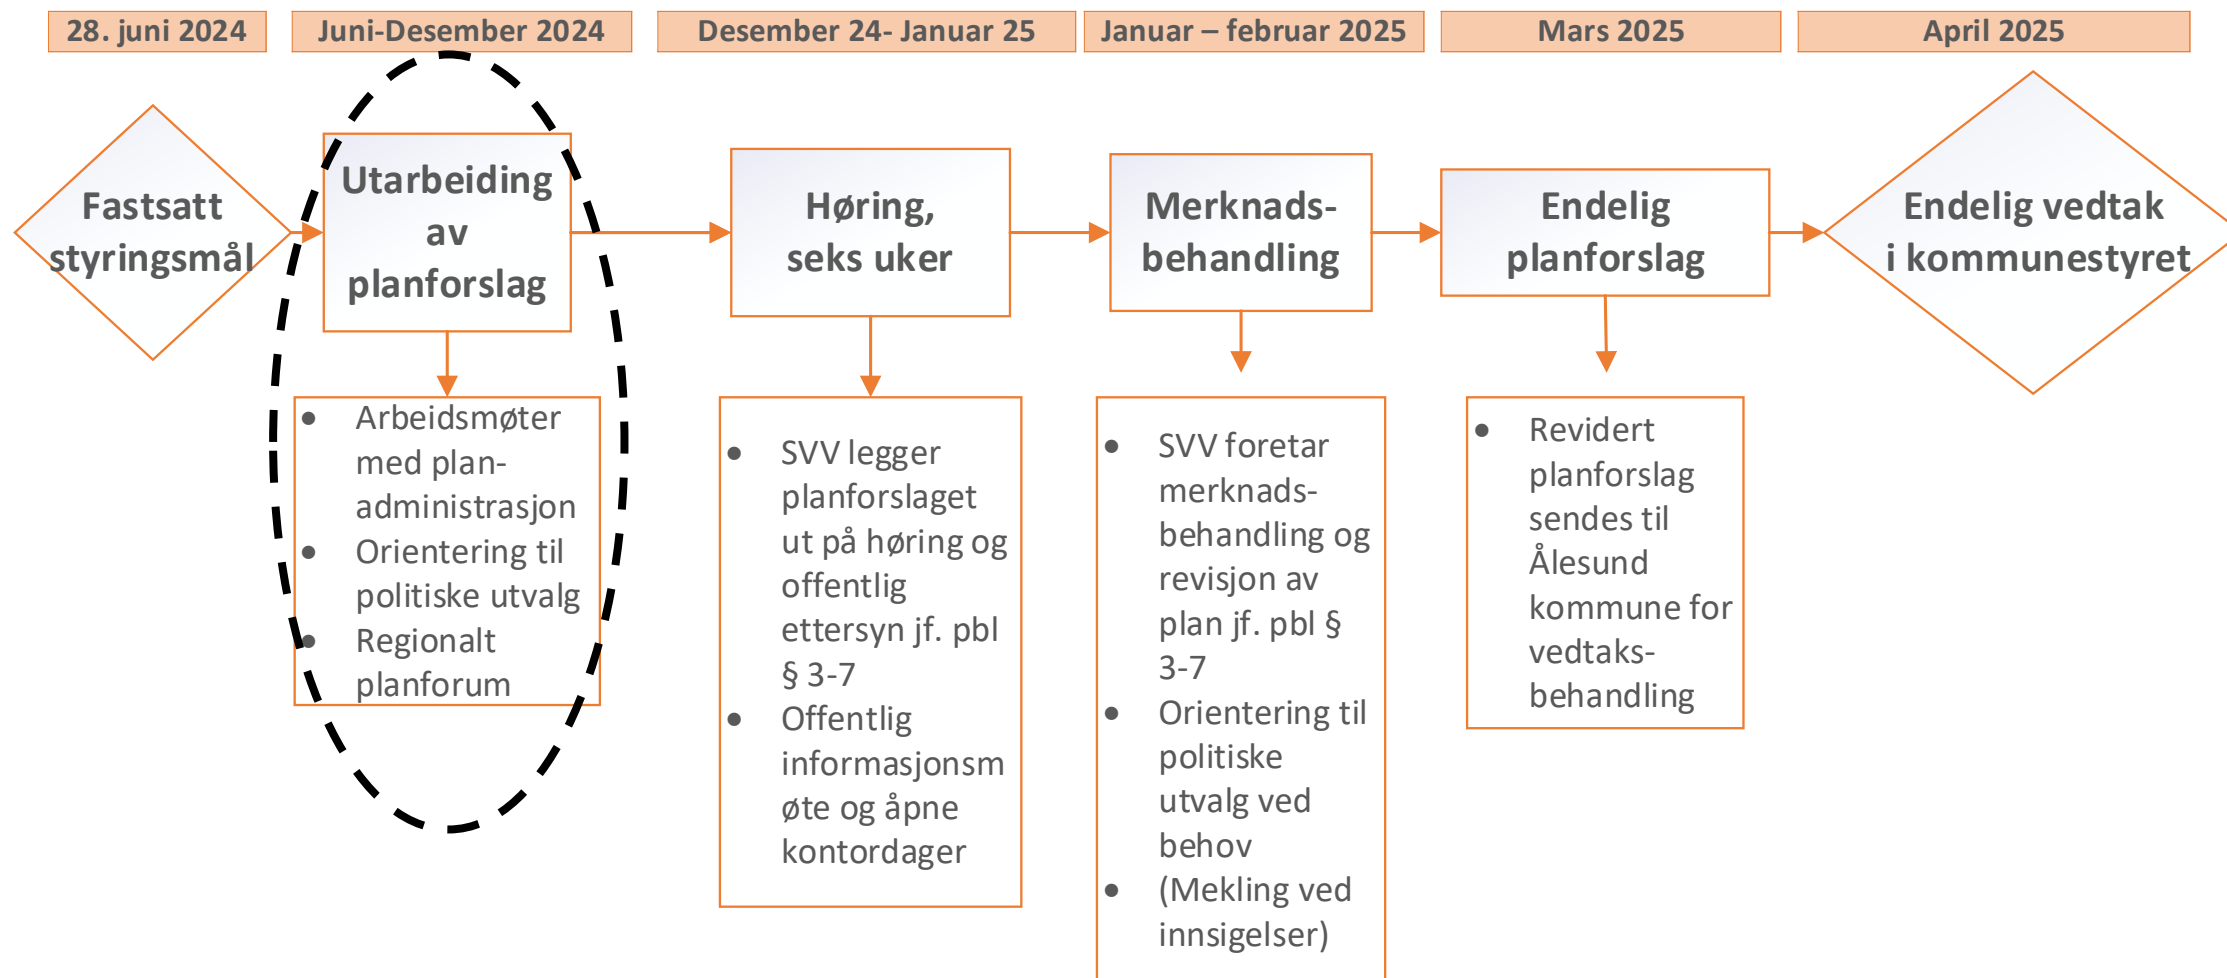 28. juni 2024
Juni-Desember 2024
Desember 24- Januar 25
Januar – februar 2025
Mars 2025
April 2025
Fastsatt
styringsmål
Utarbeiding
av
planforslag
Høring,
seks uker
Merknads-
behandling
Endelig
planforslag
Endelig vedtak
i kommunestyret
• Arbeidsmøter
med plan-
administrasjon
• Orientering til
politiske utvalg
• Regionalt
planforum
• SVV legger
planforslaget
ut på høring og
offentlig
ettersyn jf. pbl
§ 3-7
• Offentlig
informasjonsm
øte og åpne
kontordager
• SVV foretar
merknads-
behandling og
revisjon av
plan jf. pbl §
3-7
• Orientering til
politiske
utvalg ved
behov
• (Mekling ved
innsigelser)
• Revidert
planforslag
sendes til
Ålesund
kommune for
vedtaks-
behandling